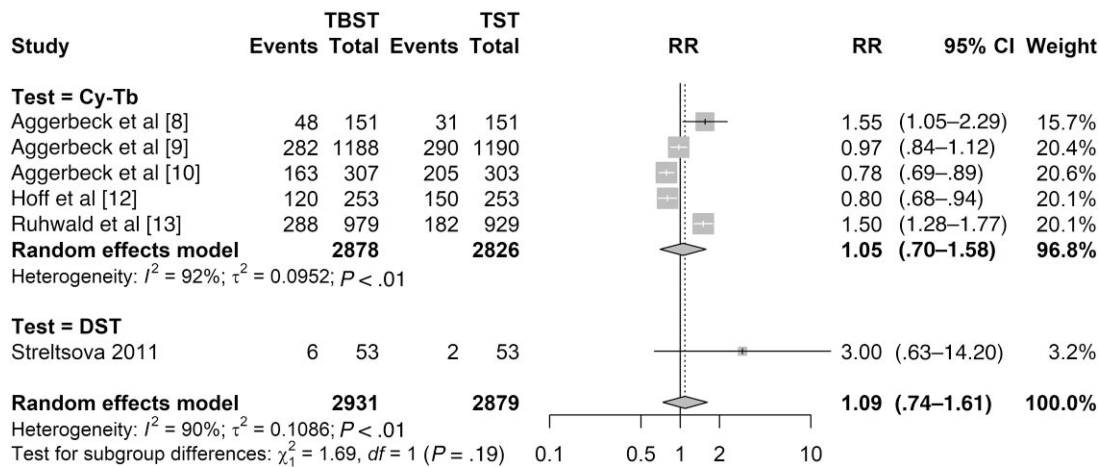 TBST TST
Study Events Total Events Total RR RR 95% CI Weight
Test = Cy-Tb
Aggerbeck et al [8] 48 151 31 151 1.55 (1.05–2.29) 15.7%
Aggerbeck et al [9] 282 1188 290 1190 0.97 (.84–1.12) 20.4%
Aggerbeck et al [10] 163 307 205 303 0.78 (.69–.89) 20.6%
Hoff et al [12] 120 253 150 253 0.80 (.68–.94) 20.1%
Ruhwald et al [13] 288 979 182 929 1.50 (1.28–1.77) 20.1%
Random effects model 2878 2826 1.05 (.70–1.58) 96.8%
Heterogeneity: I² = 92%; τ² = 0.0952; P < .01
Test = DST
Streltsova 2011 6 53 2 53 3.00 (.63–14.20) 3.2%
Random effects model 2931 2879 1.09 (.74–1.61) 100.0%
Heterogeneity: I² = 90%; τ² = 0.1086; P < .01
Test for subgroup differences: χ²₁ = 1.69, df = 1 (P = .19) 0.1 0.5 1 2 10